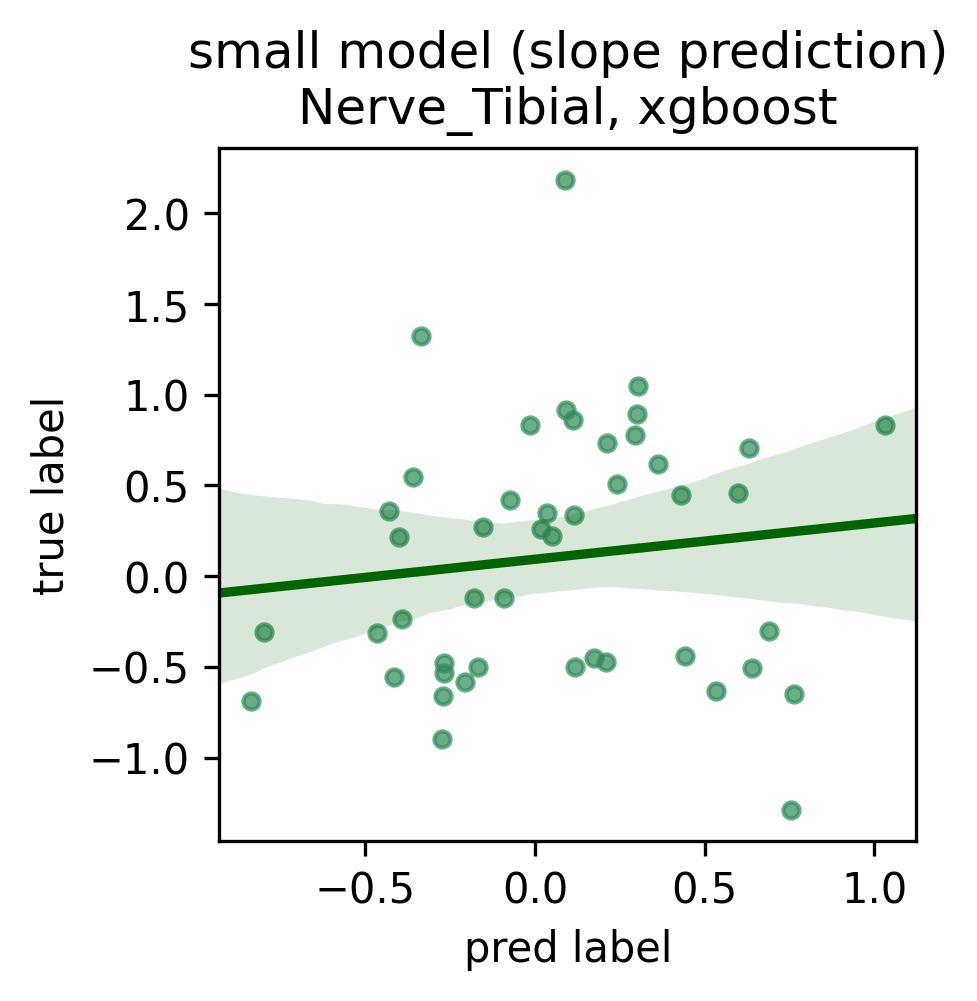 small model (slope prediction)
Nerve_Tibial, xgboost
2.0
1.5
1.0
0.5
0.0
−0.5
−1.0
true label
−0.5
0.0
0.5
1.0
pred label